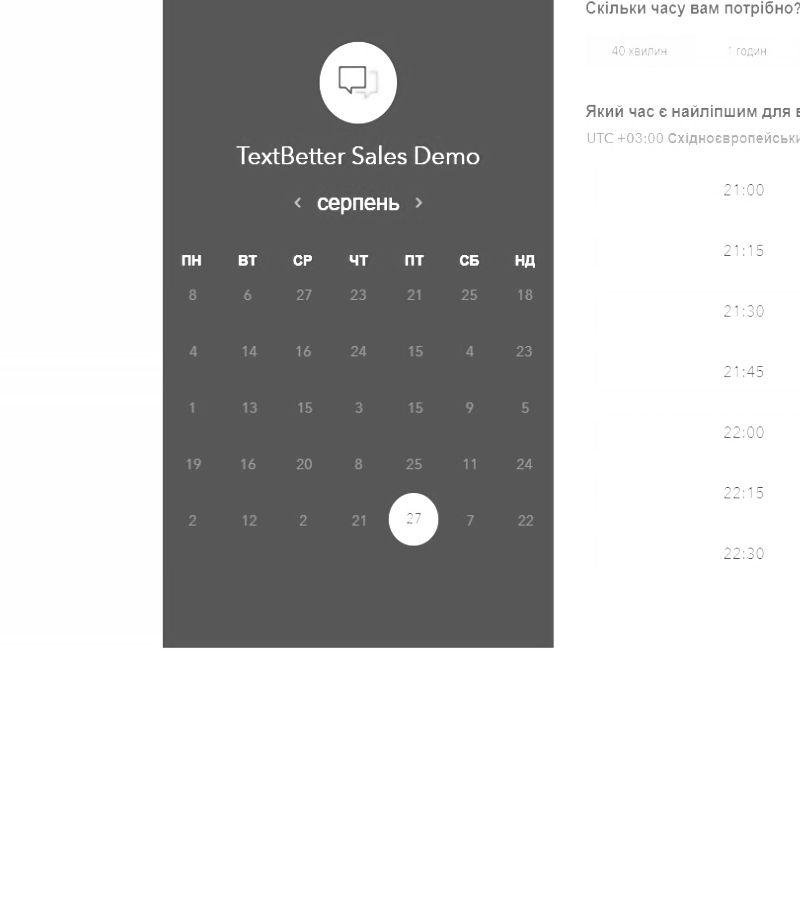 TextBetter Sales Demo
‹ серпень ›
ПН ВТ СР ЧТ ПТ СБ НД
8 6 27 23 21 25 18
4 14 16 24 15 4 23
1 13 15 3 15 9 5
19 16 20 8 25 11 24
2 12 2 21 27 7 22
Скільки часу вам потрібно?
40 хвилин 1 годин
Який час є найліпшим для в
UTC +03:00 Східноєвропейськи
21:00
21:15
21:30
21:45
22:00
22:15
22:30